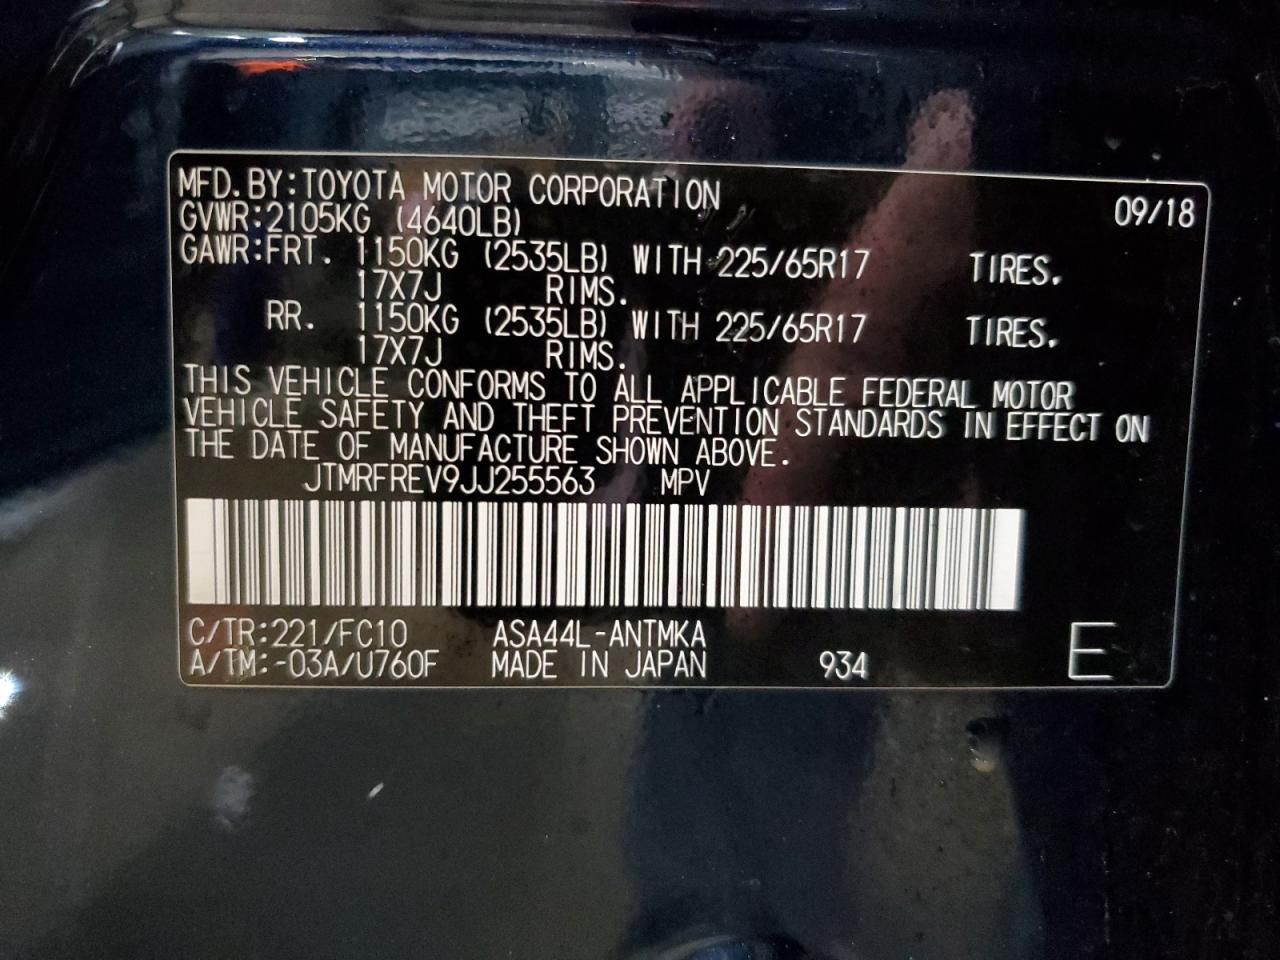 MFD.BY:TOYOTA MOTOR CORPORATION 09/18
GVWR:2105KG (4640LB)
GAWR:FRT. 1150KG (2535LB) WITH 225/65R17 TIRES.
17X7J RIMS.
RR. 1150KG (2535LB) WITH 225/65R17 TIRES.
17X7J RIMS.
THIS VEHICLE CONFORMS TO ALL APPLICABLE FEDERAL MOTOR
VEHICLE SAFETY AND THEFT PREVENTION STANDARDS IN EFFECT ON
THE DATE OF MANUFACTURE SHOWN ABOVE.
JTMRFREV9JJ255563 MPV
C/TR:221/FC10 ASA44L-ANTMKA
A/TM:-03A/U760F MADE IN JAPAN 934 E